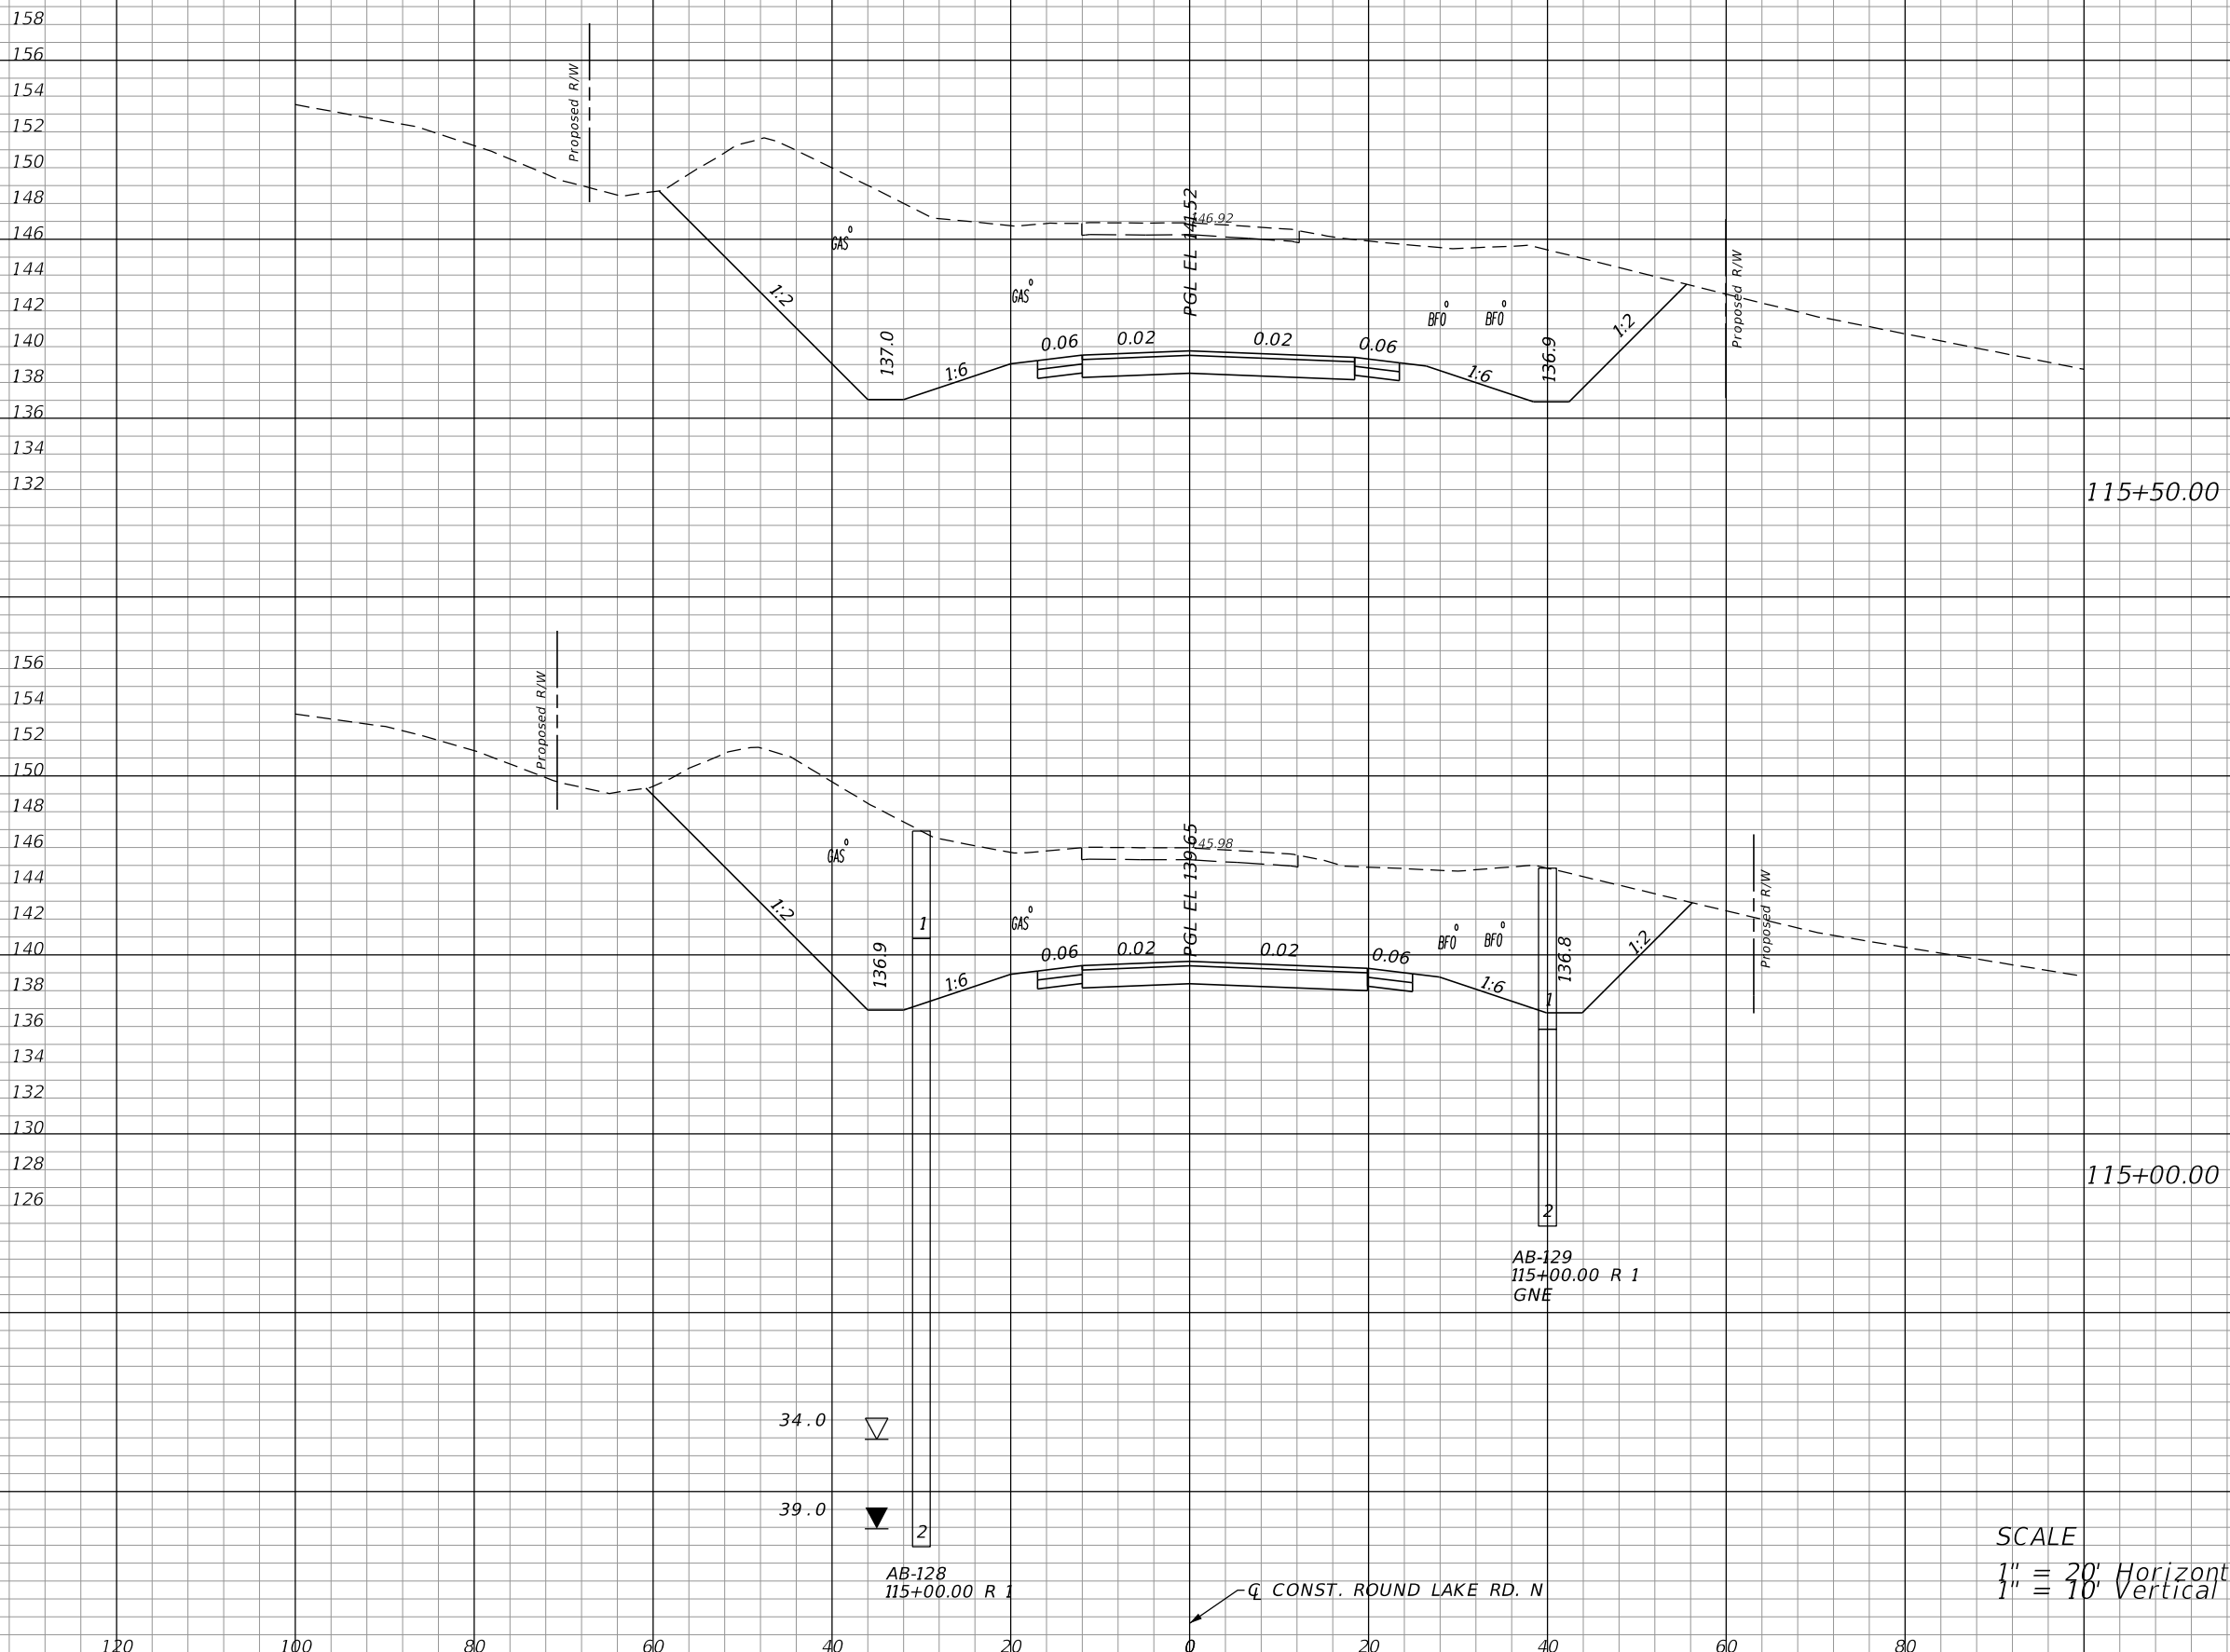 158
156
154
152
150
148
146
144
142
140
138
136
134
132
Proposed R/W
GAS
GAS
PGL EL 141.52
146.92
BFO
BFO
Proposed R/W
1:2
137.0
1:6
0.06
0.02
0.02
0.06
1:6
136.9
1:2
115+50.00
156
154
152
150
148
146
144
142
140
138
136
134
132
130
128
126
Proposed R/W
GAS
GAS
PGL EL 139.65
145.98
BFO
BFO
Proposed R/W
1:2
136.9
1
1:6
0.06
0.02
0.02
0.06
1:6
1
136.8
1:2
115+00.00
2
AB-129
115+00.00 R 1
GNE
34.0
39.0
2
AB-128
115+00.00 R 1
℄ CONST. ROUND LAKE RD. N
SCALE
1" = 20' Horizont
1" = 10' Vertical
120 100 80 60 40 20 0 20 40 60 80